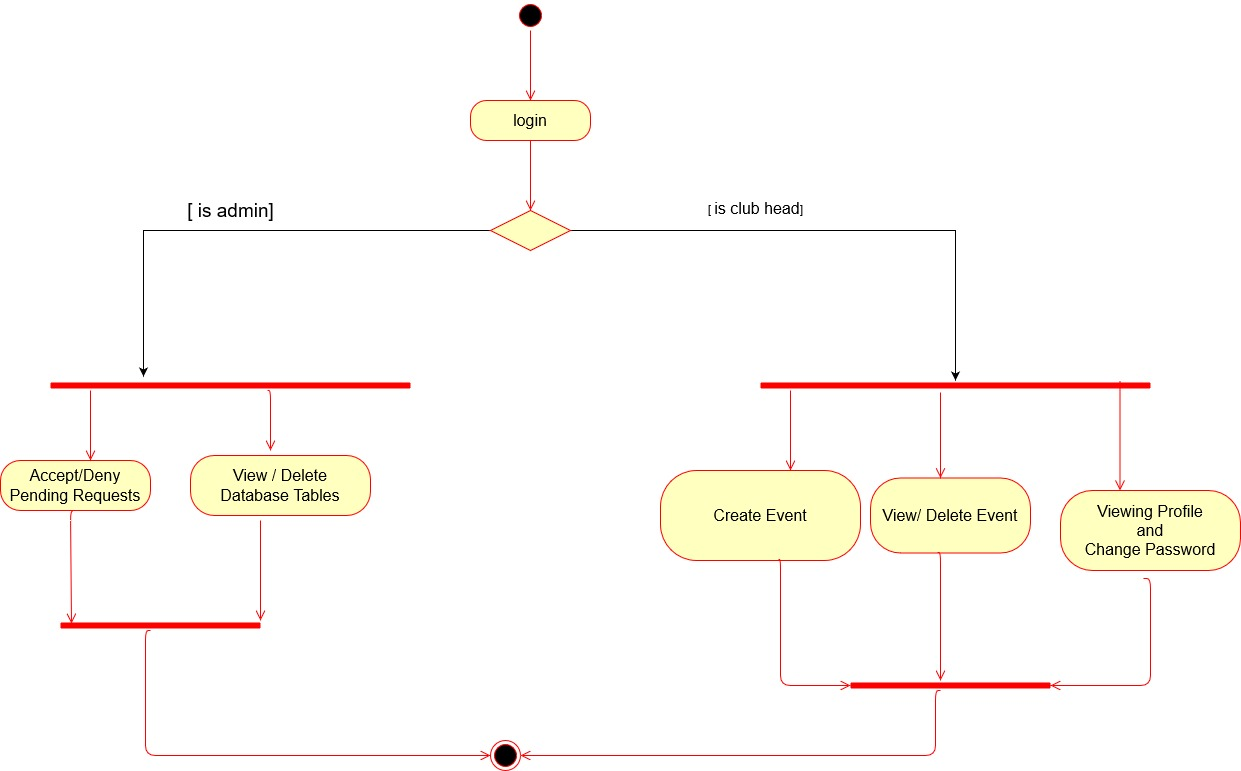 login
[ is admin]
[ is club head]
Accept/Deny
Pending Requests
View / Delete
Database Tables
Create Event
View/ Delete Event
Viewing Profile
and
Change Password